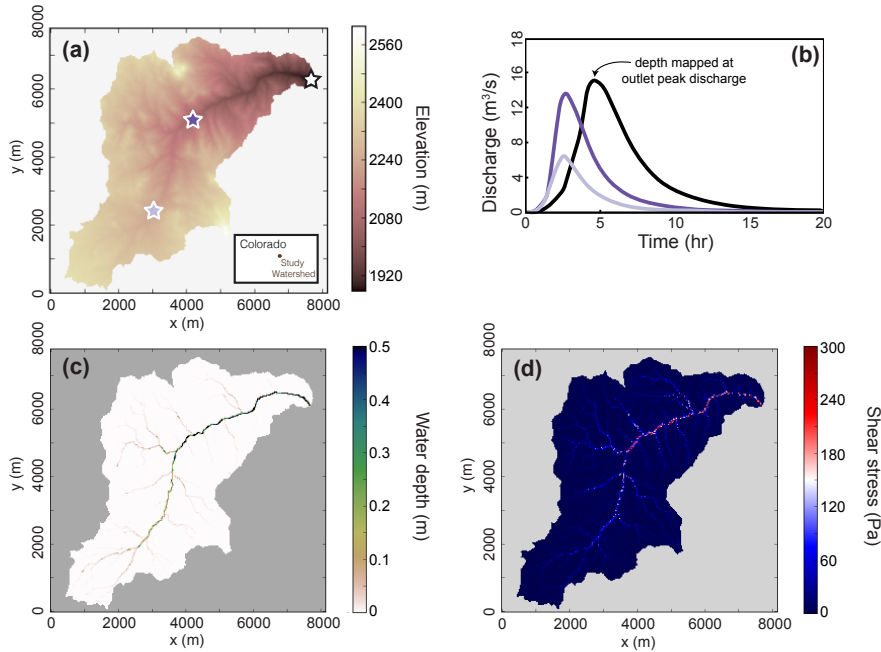 (a)
8000
6000
4000
2000
0
y (m)
0
2000
4000
6000
8000
x (m)
Colorado
Study
Watershed
2560
2400
2240
2080
1920
Elevation (m)
(b)
depth mapped at
outlet peak discharge
18
16
12
8
4
0
Discharge (m³/s)
0
5
10
15
20
Time (hr)
(c)
8000
6000
4000
2000
0
y (m)
0
2000
4000
6000
8000
x (m)
0.5
0.4
0.3
0.2
0.1
0
Water depth (m)
(d)
8000
6000
4000
2000
0
y (m)
0
2000
4000
6000
8000
x (m)
300
240
180
120
60
0
Shear stress (Pa)